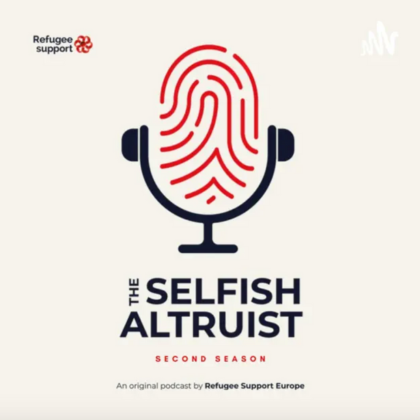 Refugee
support
THE SELFISH
ALTRUIST
SECOND SEASON
An original podcast by Refugee Support Europe